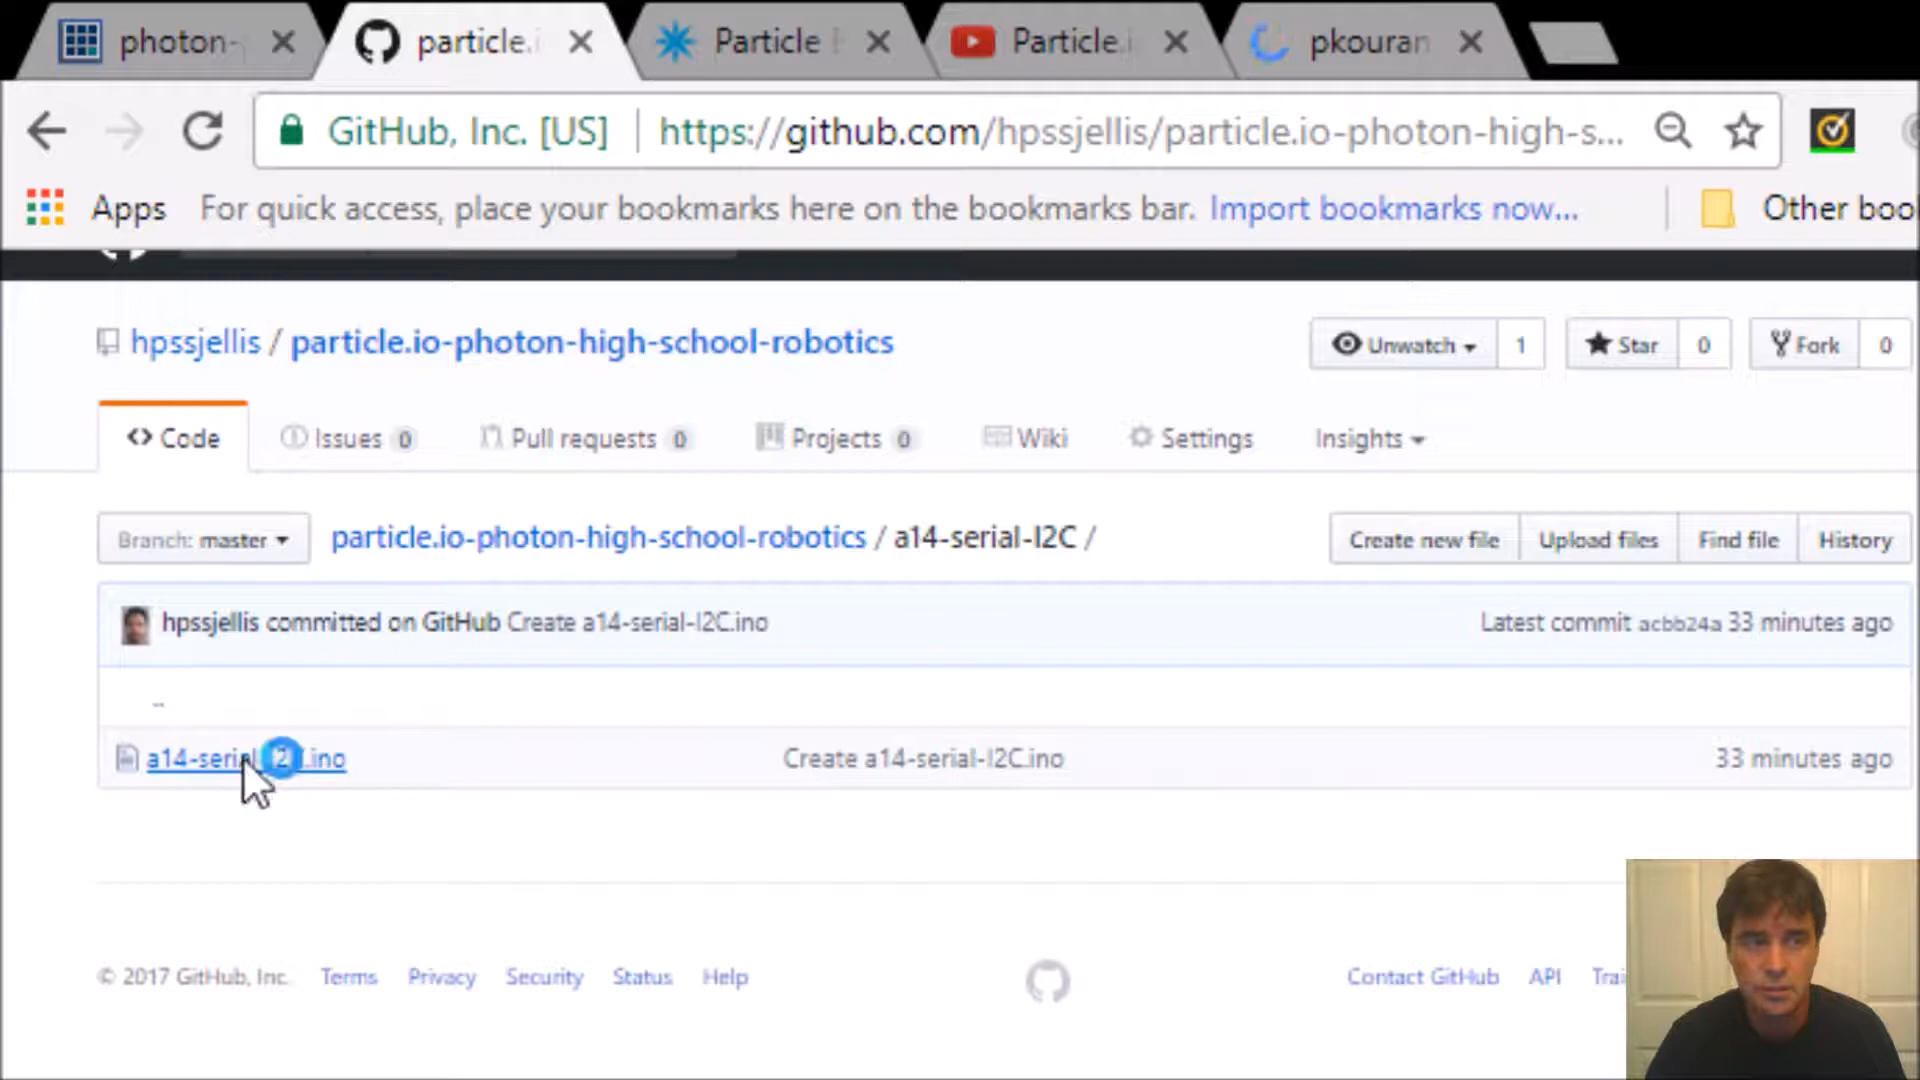 photon-
particle.i
Particle
Particle.
pkouran
GitHub, Inc. [US]
https://github.com/hpssjellis/particle.io-photon-high-s...
Apps
For quick access, place your bookmarks here on the bookmarks bar. Import bookmarks now...
Other boo
hpssjellis / particle.io-photon-high-school-robotics
Unwatch 1
Star 0
Fork 0
<> Code
Issues 0
Pull requests 0
Projects 0
Wiki
Settings
Insights
Branch: master
particle.io-photon-high-school-robotics / a14-serial-I2C /
Create new file
Upload files
Find file
History
hpssjellis committed on GitHub Create a14-serial-I2C.ino
Latest commit acbb24a 33 minutes ago
..
a14-serial-I2C.ino
Create a14-serial-I2C.ino
33 minutes ago
© 2017 GitHub, Inc.
Terms
Privacy
Security
Status
Help
Contact GitHub
API
Trai